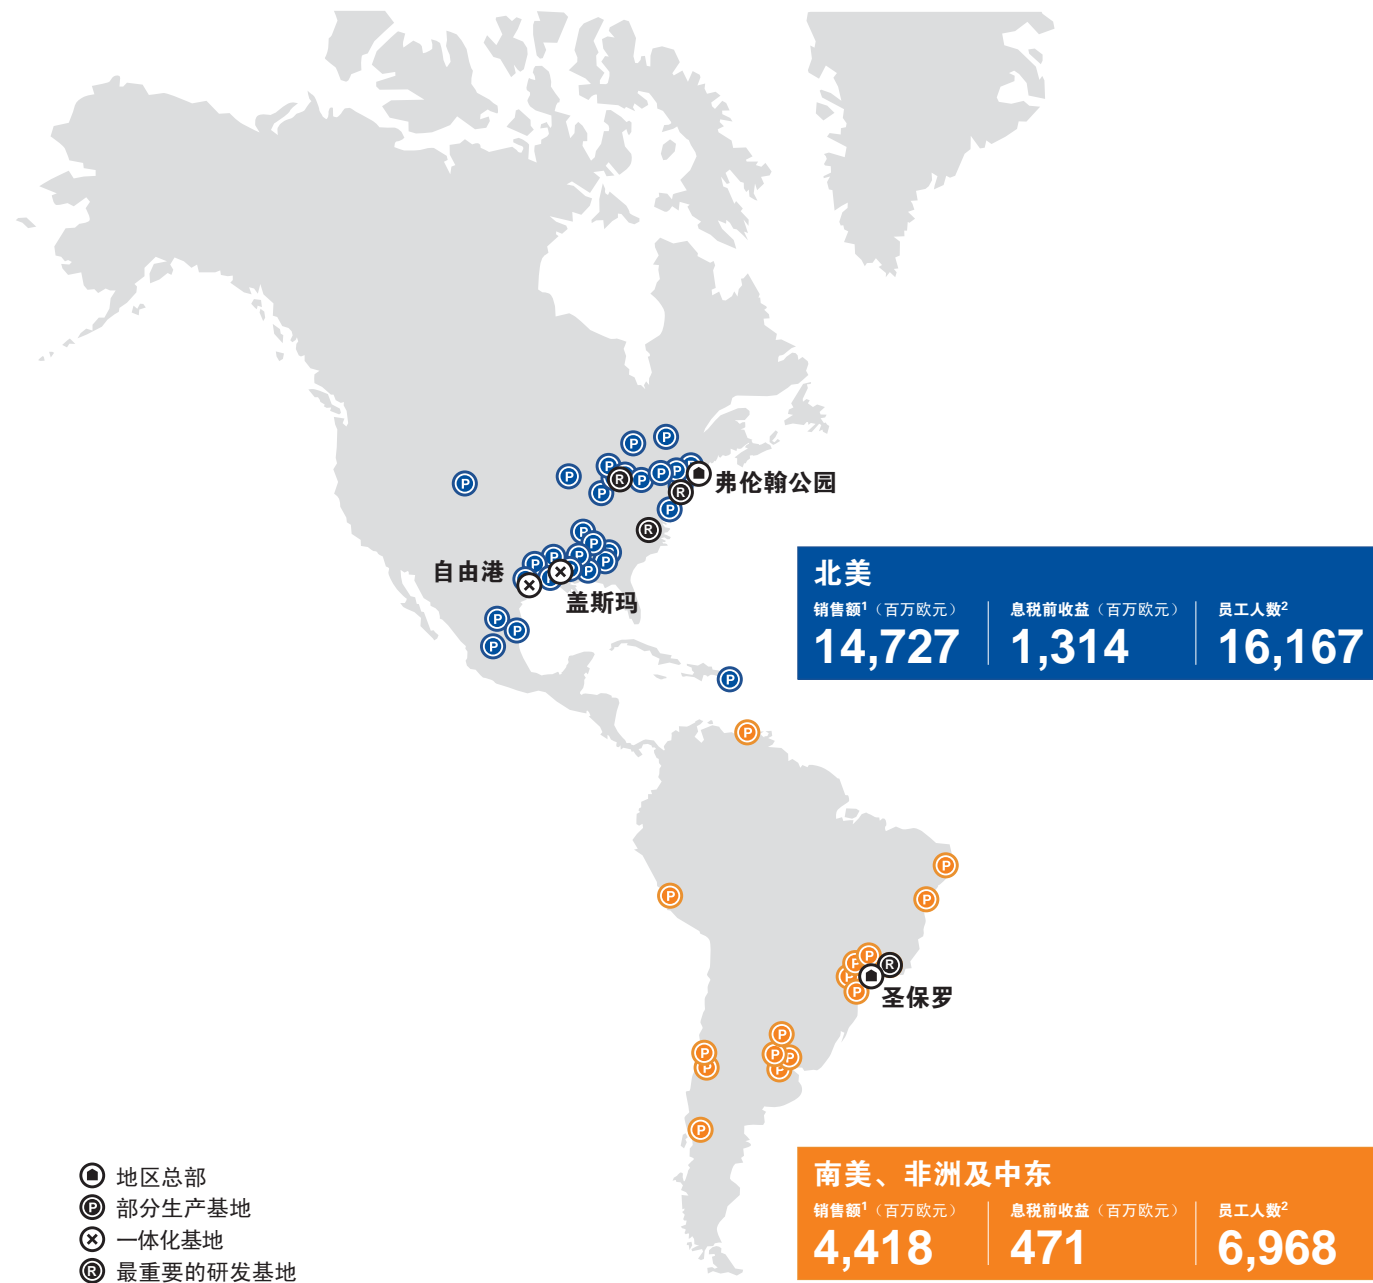 弗伦翰公园
自由港
盖斯玛
北美
销售额1（百万欧元） 息税前收益（百万欧元） 员工人数2
14,727 1,314 16,167
圣保罗
南美、非洲及中东
销售额1（百万欧元） 息税前收益（百万欧元） 员工人数2
4,418 471 6,968
地区总部
P 部分生产基地
一体化基地
R 最重要的研发基地